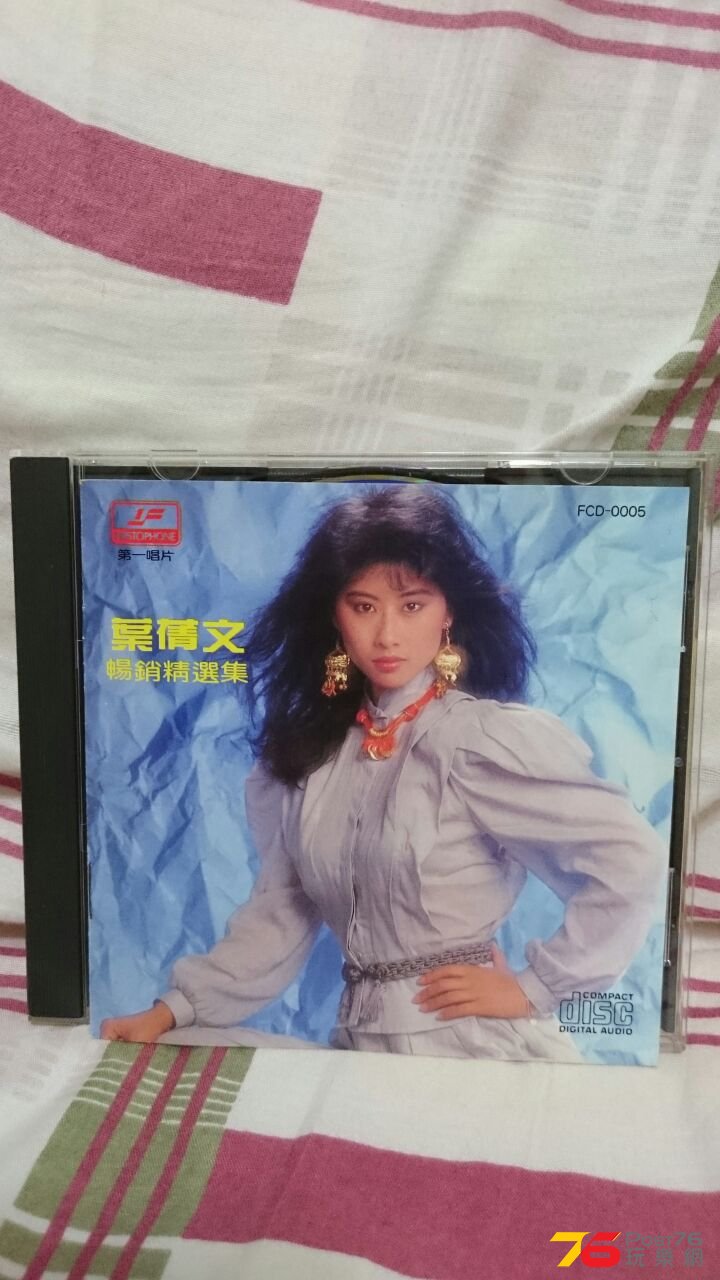 FCD-0005
第一唱片
葉蒨文
暢銷精選集
COMPACT
disc
DIGITAL AUDIO
76
Post76
玩樂網